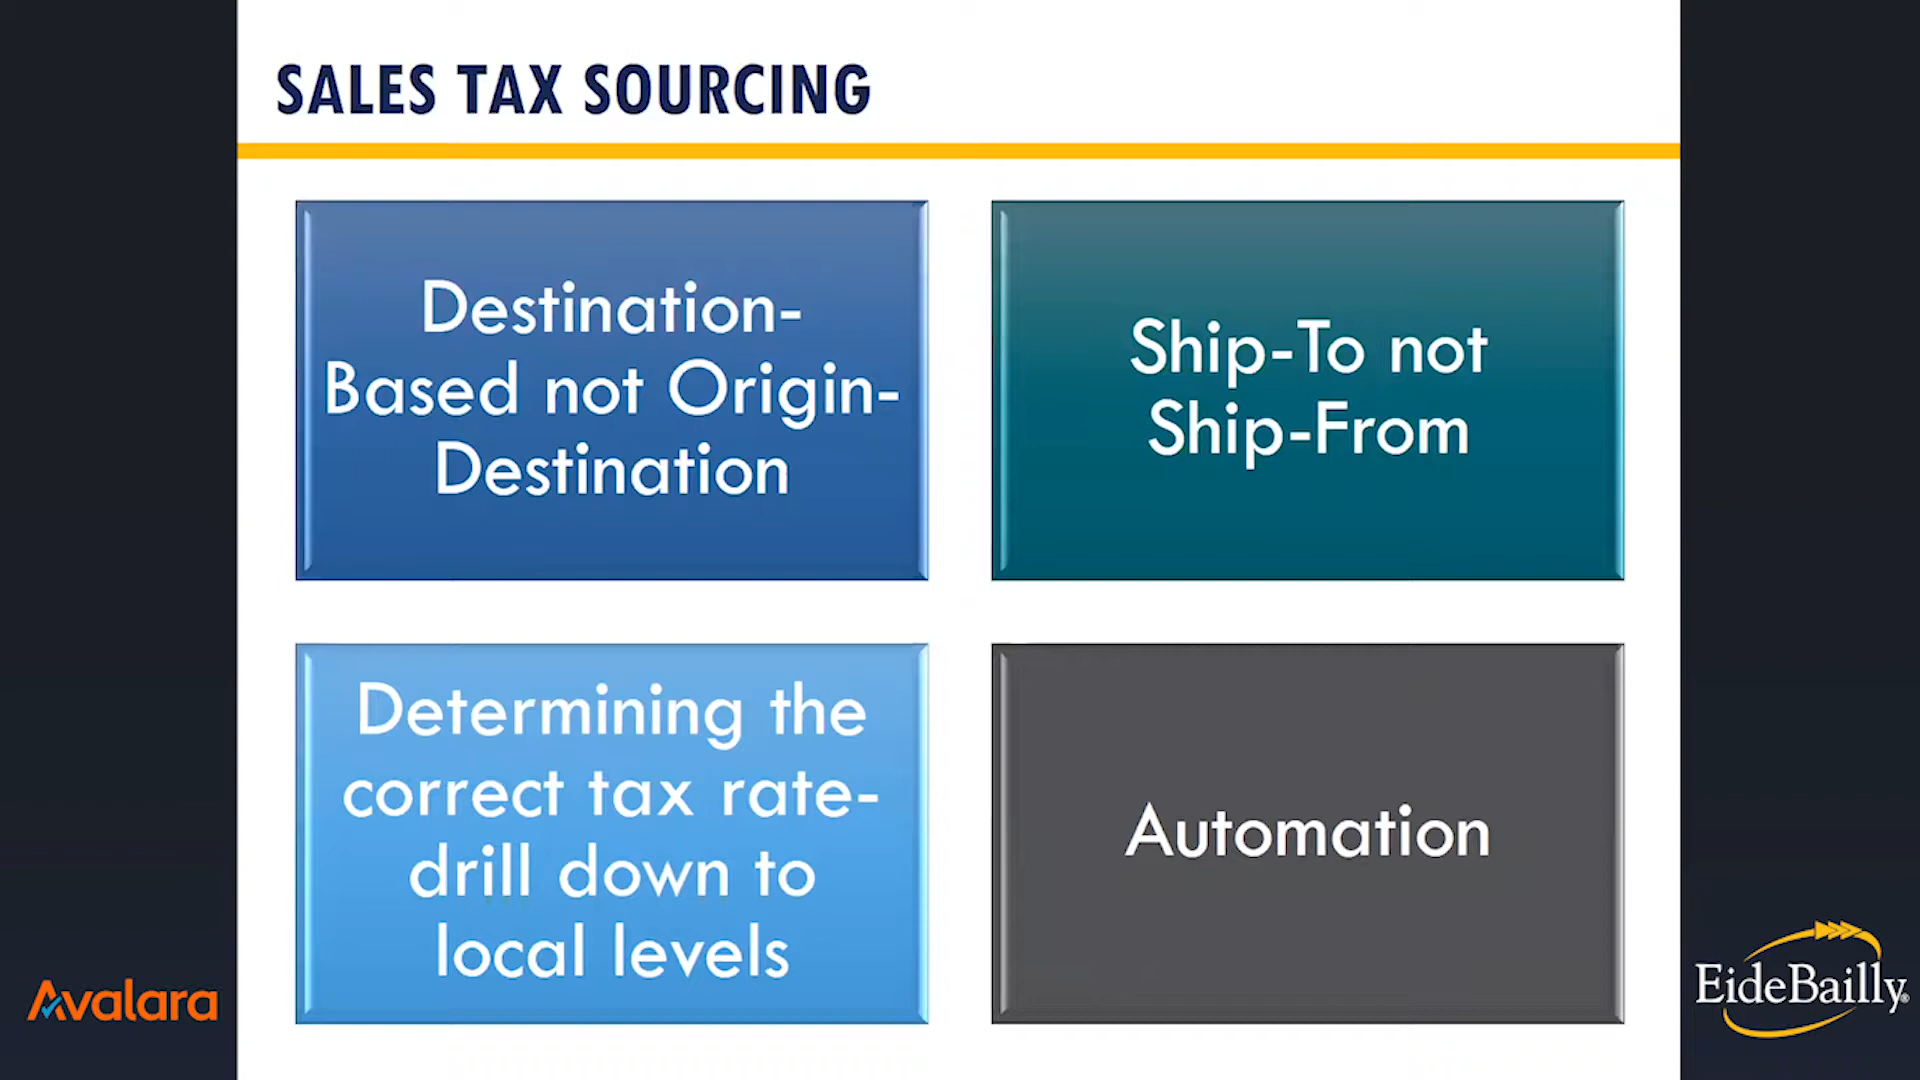 SALES TAX SOURCING
Destination-
Based not Origin-
Destination
Ship-To not
Ship-From
Determining the
correct tax rate-
drill down to
local levels
Automation
Avalara
EideBailly®